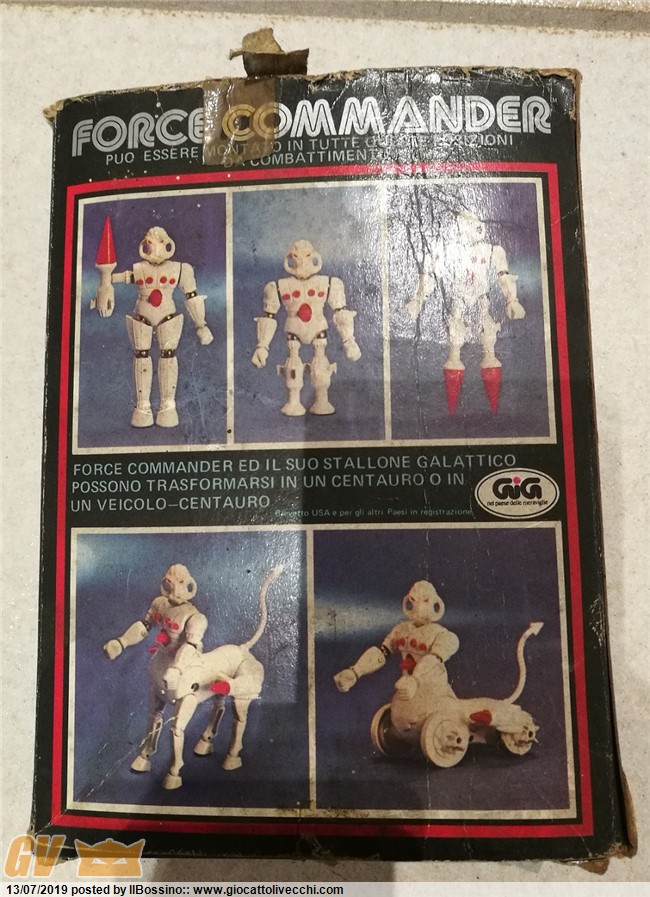 FORCE COMMANDER
PUO ESSERE MONTATO IN TUTTE
DA COMBATTIMENT
FORCE COMMANDER ED IL SUO STALLONE GALATTICO
POSSONO TRASFORMARSI IN UN CENTAURO O IN
UN VEICOLO–CENTAURO
Brevetto USA e per gli altri Paesi in registrazione
GiG
nel paese delle meraviglie
GV
13/07/2019 posted by IlBossino:: www.giocattolivecchi.com